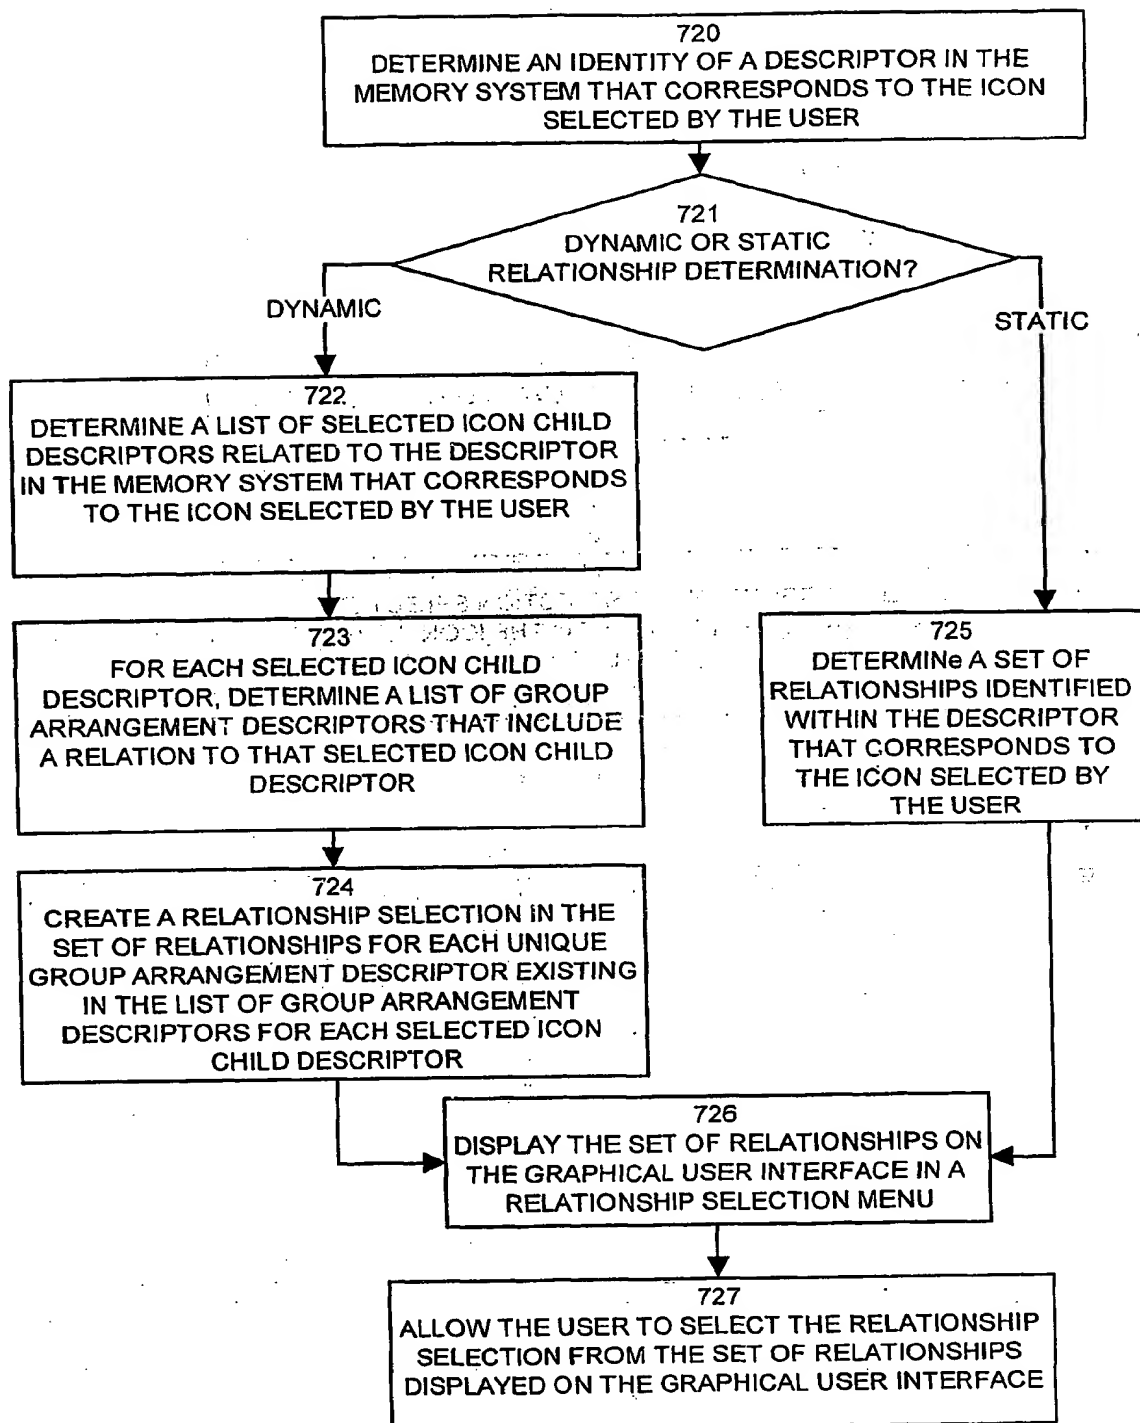 720
DETERMINE AN IDENTITY OF A DESCRIPTOR IN THE
MEMORY SYSTEM THAT CORRESPONDS TO THE ICON
SELECTED BY THE USER
721
DYNAMIC OR STATIC
RELATIONSHIP DETERMINATION?
DYNAMIC
STATIC
722
DETERMINE A LIST OF SELECTED ICON CHILD
DESCRIPTORS RELATED TO THE DESCRIPTOR
IN THE MEMORY SYSTEM THAT CORRESPONDS
TO THE ICON SELECTED BY THE USER
723
FOR EACH SELECTED ICON CHILD
DESCRIPTOR, DETERMINE A LIST OF GROUP
ARRANGEMENT DESCRIPTORS THAT INCLUDE
A RELATION TO THAT SELECTED ICON CHILD
DESCRIPTOR
725
DETERMINe A SET OF
RELATIONSHIPS IDENTIFIED
WITHIN THE DESCRIPTOR
THAT CORRESPONDS TO
THE ICON SELECTED BY
THE USER
724
CREATE A RELATIONSHIP SELECTION IN THE
SET OF RELATIONSHIPS FOR EACH UNIQUE
GROUP ARRANGEMENT DESCRIPTOR EXISTING
IN THE LIST OF GROUP ARRANGEMENT
DESCRIPTORS FOR EACH SELECTED ICON
CHILD DESCRIPTOR
726
DISPLAY THE SET OF RELATIONSHIPS ON
THE GRAPHICAL USER INTERFACE IN A
RELATIONSHIP SELECTION MENU
727
ALLOW THE USER TO SELECT THE RELATIONSHIP
SELECTION FROM THE SET OF RELATIONSHIPS
DISPLAYED ON THE GRAPHICAL USER INTERFACE